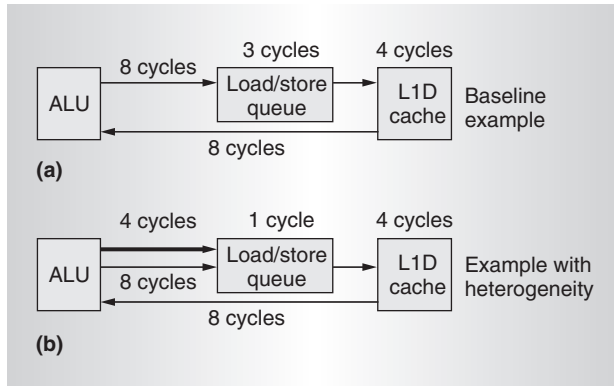 3 cycles
4 cycles
8 cycles
ALU
Load/store
queue
L1D
cache
Baseline
example
8 cycles
(a)
4 cycles
1 cycle
4 cycles
ALU
8 cycles
Load/store
queue
L1D
cache
Example with
heterogeneity
8 cycles
(b)